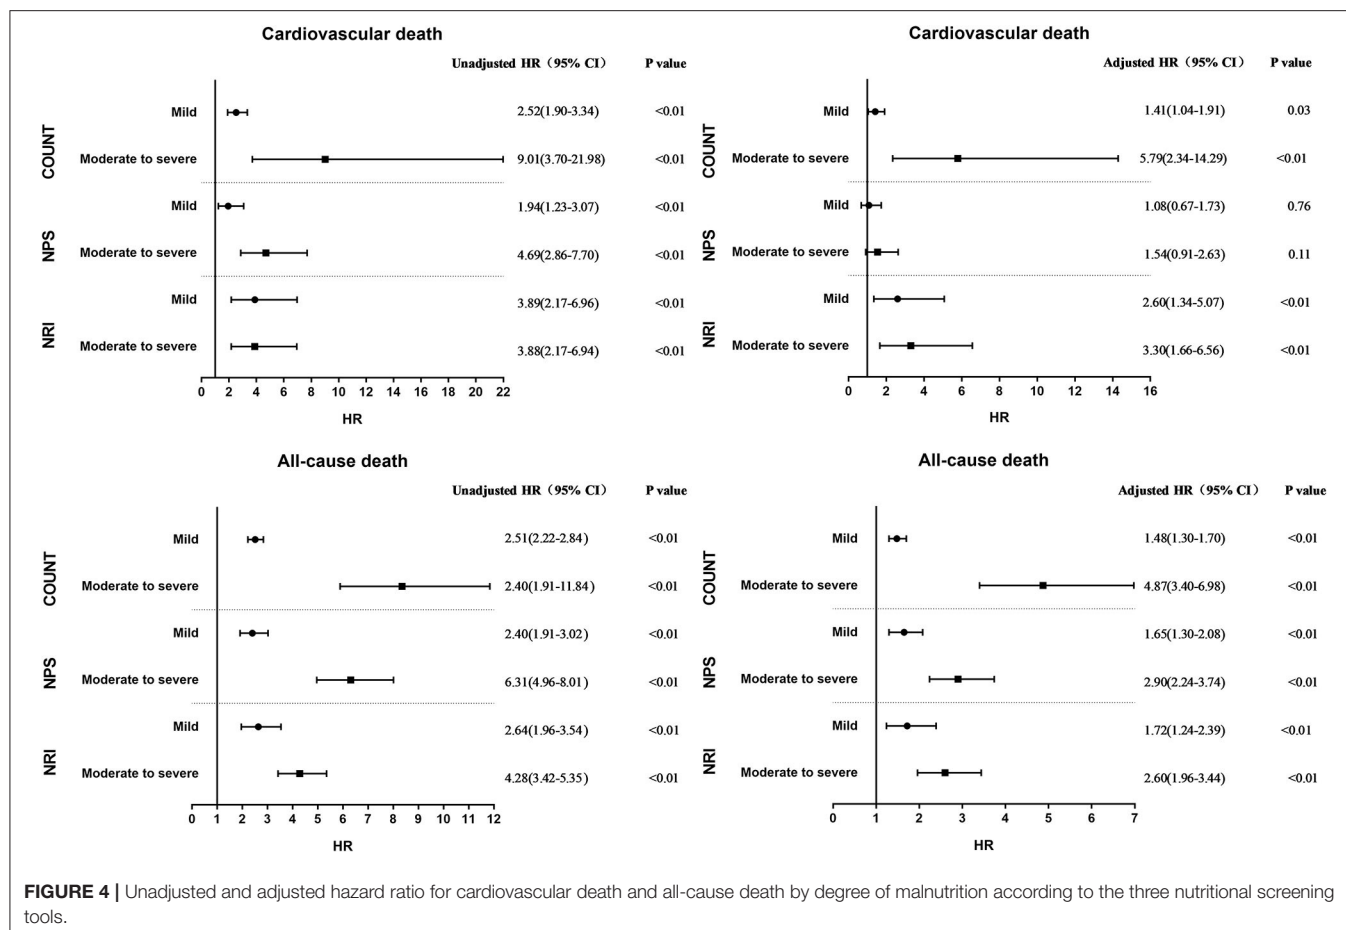 Cardiovascular death
Unadjusted HR（95% CI） P value
COUNT
Mild 2.52(1.90-3.34) <0.01
Moderate to severe 9.01(3.70-21.98) <0.01
NPS
Mild 1.94(1.23-3.07) <0.01
Moderate to severe 4.69(2.86-7.70) <0.01
NRI
Mild 3.89(2.17-6.96) <0.01
Moderate to severe 3.88(2.17-6.94) <0.01
0 2 4 6 8 10 12 14 16 18 20 22
HR
Cardiovascular death
Adjusted HR（95% CI） P value
COUNT
Mild 1.41(1.04-1.91) 0.03
Moderate to severe 5.79(2.34-14.29) <0.01
NPS
Mild 1.08(0.67-1.73) 0.76
Moderate to severe 1.54(0.91-2.63) 0.11
NRI
Mild 2.60(1.34-5.07) <0.01
Moderate to severe 3.30(1.66-6.56) <0.01
0 2 4 6 8 10 12 14 16
HR
All-cause death
Unadjusted HR（95% CI） P value
COUNT
Mild 2.51(2.22-2.84) <0.01
Moderate to severe 2.40(1.91-11.84) <0.01
NPS
Mild 2.40(1.91-3.02) <0.01
Moderate to severe 6.31(4.96-8.01) <0.01
NRI
Mild 2.64(1.96-3.54) <0.01
Moderate to severe 4.28(3.42-5.35) <0.01
0 1 2 3 4 5 6 7 8 9 10 11 12
HR
All-cause death
Adjusted HR（95% CI） P value
COUNT
Mild 1.48(1.30-1.70) <0.01
Moderate to severe 4.87(3.40-6.98) <0.01
NPS
Mild 1.65(1.30-2.08) <0.01
Moderate to severe 2.90(2.24-3.74) <0.01
NRI
Mild 1.72(1.24-2.39) <0.01
Moderate to severe 2.60(1.96-3.44) <0.01
0 1 2 3 4 5 6 7
HR
FIGURE 4 | Unadjusted and adjusted hazard ratio for cardiovascular death and all-cause death by degree of malnutrition according to the three nutritional screening
tools.